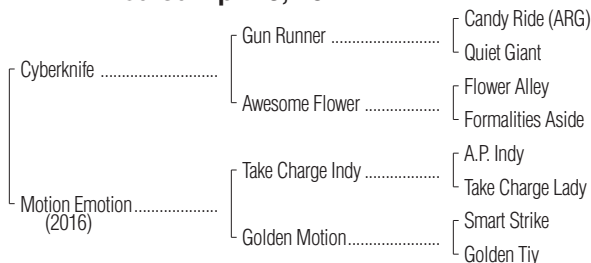 Candy Ride (ARG)
Gun Runner ....................
Quiet Giant
Cyberknife ............................
Flower Alley
Awesome Flower ..................
Formalities Aside
A.P. Indy
Take Charge Indy ..................
Take Charge Lady
Motion Emotion....................
(2016)
Smart Strike
Golden Motion......................
Golden Tiy